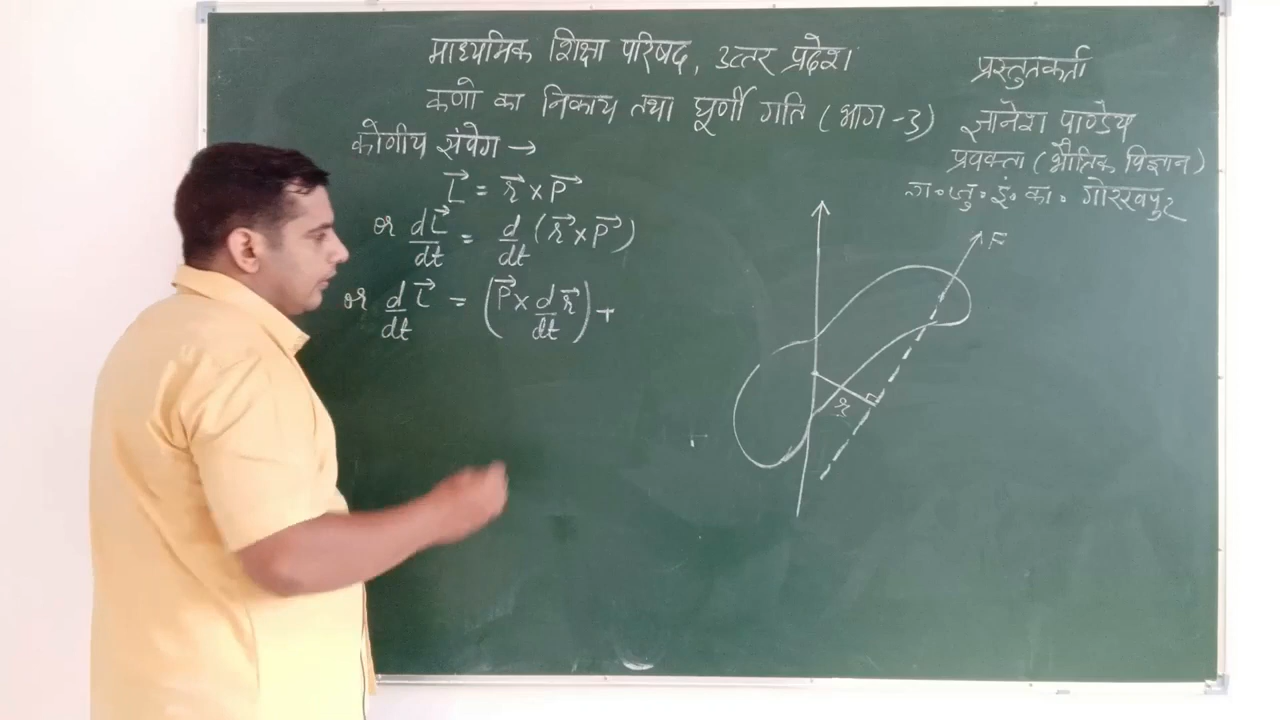 माध्यमिक शिक्षा परिषद, उत्तर प्रदेश।
कणो का निकाय तथा घूर्णी गति (भाग-3)
कोणीय संवेग →
L⃗ = r⃗ × P⃗
or dL⃗/dt = d/dt (r⃗ × P⃗)
or d/dt L⃗ = (P⃗ × d/dt r⃗) +
प्रस्तुतकर्ता
ज्ञानेश पाण्डेय
प्रवक्ता (भौतिक विज्ञान)
जु॰ इं॰ का॰ गोरखपुर
F
r